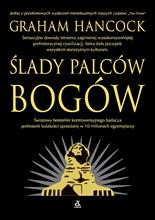 Jedno z przełomowych wydarzeń intelektualnych naszych czasów. „The Times"
GRAHAM HANCOCK
Sensacyjne dowody istnienia zaginionej wysokorozwiniętej
prehistorycznej cywilizacji, która dała początek
wszystkim starożytnym kulturom.
ŚLADY PALCÓW
BOGÓW
Światowy bestseller kontrowersyjnego badacza
prehistorii ludzkości sprzedany w 10 milionach egzemplarzy